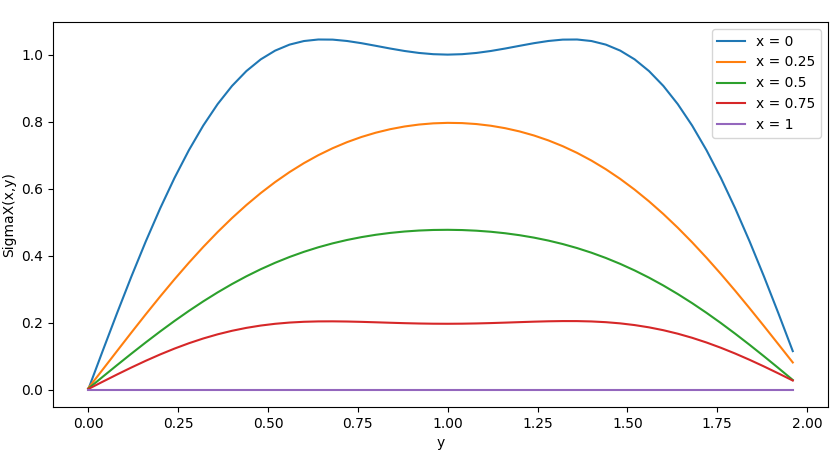 SigmaX(x,y)
1.0
0.8
0.6
0.4
0.2
0.0
x = 0
x = 0.25
x = 0.5
x = 0.75
x = 1
0.00 0.25 0.50 0.75 1.00 1.25 1.50 1.75 2.00
y